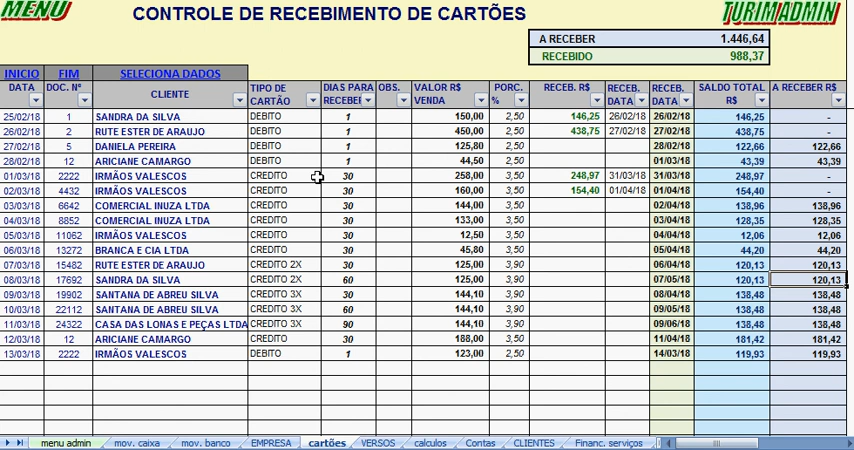 MENU CONTROLE DE RECEBIMENTO DE CARTÕES TURIM/ADMIN
A RECEBER 1.446,64
RECEBIDO 988,37
INICIO FIM SELECIONA DADOS
DATA DOC. Nº CLIENTE TIPO DE CARTÃO DIAS PARA RECEBER OBS. VALOR R$ VENDA PORC. % RECEB. R$ RECEB. DATA RECEB. DATA SALDO TOTAL R$ A RECEBER R$
25/02/18 1 SANDRA DA SILVA DEBITO 1 150,00 2,50 146,25 26/02/18 26/02/18 146,25 -
26/02/18 2 RUTE ESTER DE ARAUJO DEBITO 1 450,00 2,50 438,75 27/02/18 27/02/18 438,75 -
27/02/18 5 DANIELA PEREIRA DEBITO 1 125,80 2,50 28/02/18 122,66 122,66
28/02/18 12 ARICIANE CAMARGO DEBITO 1 44,50 2,50 01/03/18 43,39 43,39
01/03/18 2222 IRMÃOS VALESCOS CREDITO 30 258,00 3,50 248,97 31/03/18 31/03/18 248,97 -
02/03/18 4432 IRMÃOS VALESCOS CREDITO 30 160,00 3,50 154,40 01/04/18 01/04/18 154,40 -
03/03/18 6642 COMERCIAL INUZA LTDA CREDITO 30 144,00 3,50 02/04/18 138,96 138,96
04/03/18 8852 COMERCIAL INUZA LTDA CREDITO 30 133,00 3,50 03/04/18 128,35 128,35
05/03/18 11062 IRMÃOS VALESCOS CREDITO 30 12,50 3,50 04/04/18 12,06 12,06
06/03/18 13272 BRANCA E CIA LTDA CREDITO 30 45,80 3,50 05/04/18 44,20 44,20
07/03/18 15482 RUTE ESTER DE ARAUJO CREDITO 2X 30 125,00 3,90 06/04/18 120,13 120,13
08/03/18 17692 SANDRA DA SILVA CREDITO 2X 60 125,00 3,90 07/05/18 120,13 120,13
09/03/18 19902 SANTANA DE ABREU SILVA CREDITO 3X 30 144,10 3,90 08/04/18 138,48 138,48
10/03/18 22112 SANTANA DE ABREU SILVA CREDITO 3X 60 144,10 3,90 09/05/18 138,48 138,48
11/03/18 24322 CASA DAS LONAS E PEÇAS LTDA CREDITO 3X 90 144,10 3,90 09/06/18 138,48 138,48
12/03/18 12 ARICIANE CAMARGO CREDITO 30 188,00 3,50 11/04/18 181,42 181,42
13/03/18 2222 IRMÃOS VALESCOS DEBITO 1 123,00 2,50 14/03/18 119,93 119,93
menu admin mov. caixa mov. banco EMPRESA cartões VERSOS calculos Contas CLIENTES Financ. serviços